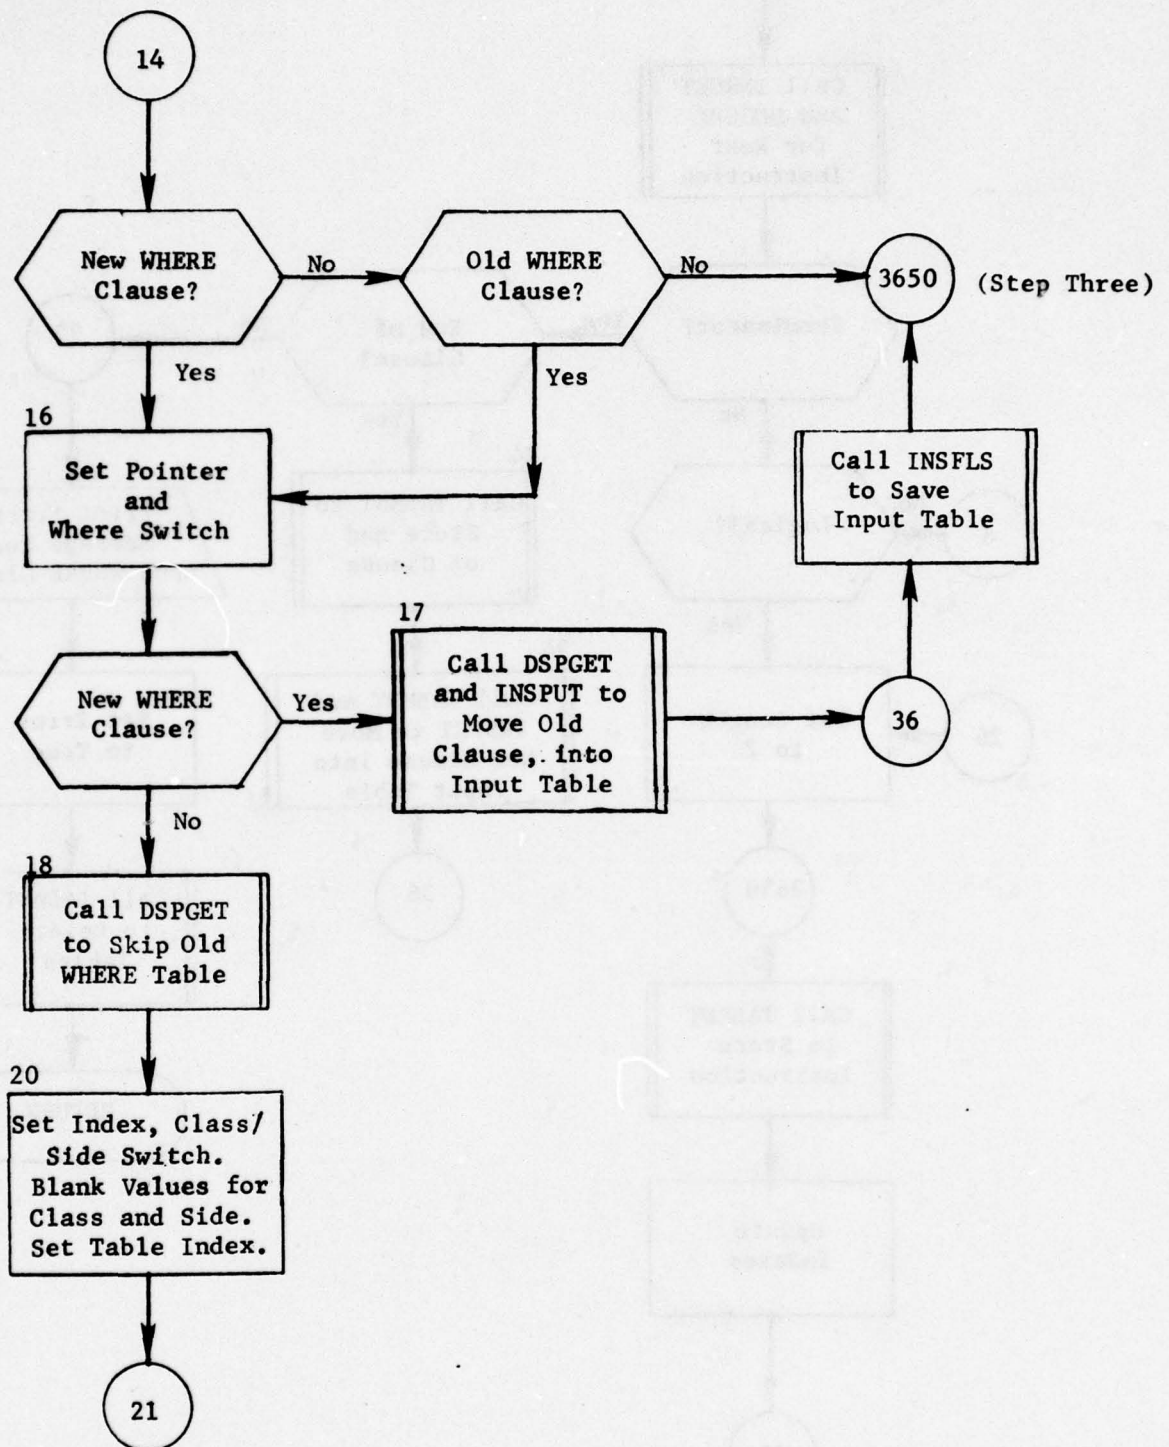 14
New WHERE
Clause?
No
Old WHERE
Clause?
No
3650
(Step Three)
Yes
Yes
16
Set Pointer
and
Where Switch
Call INSFLS
to Save
Input Table
New WHERE
Clause?
Yes
17
Call DSPGET
and INSPUT to
Move Old
Clause, into
Input Table
36
No
18
Call DSPGET
to Skip Old
WHERE Table
20
Set Index, Class/
Side Switch.
Blank Values for
Class and Side.
Set Table Index.
21